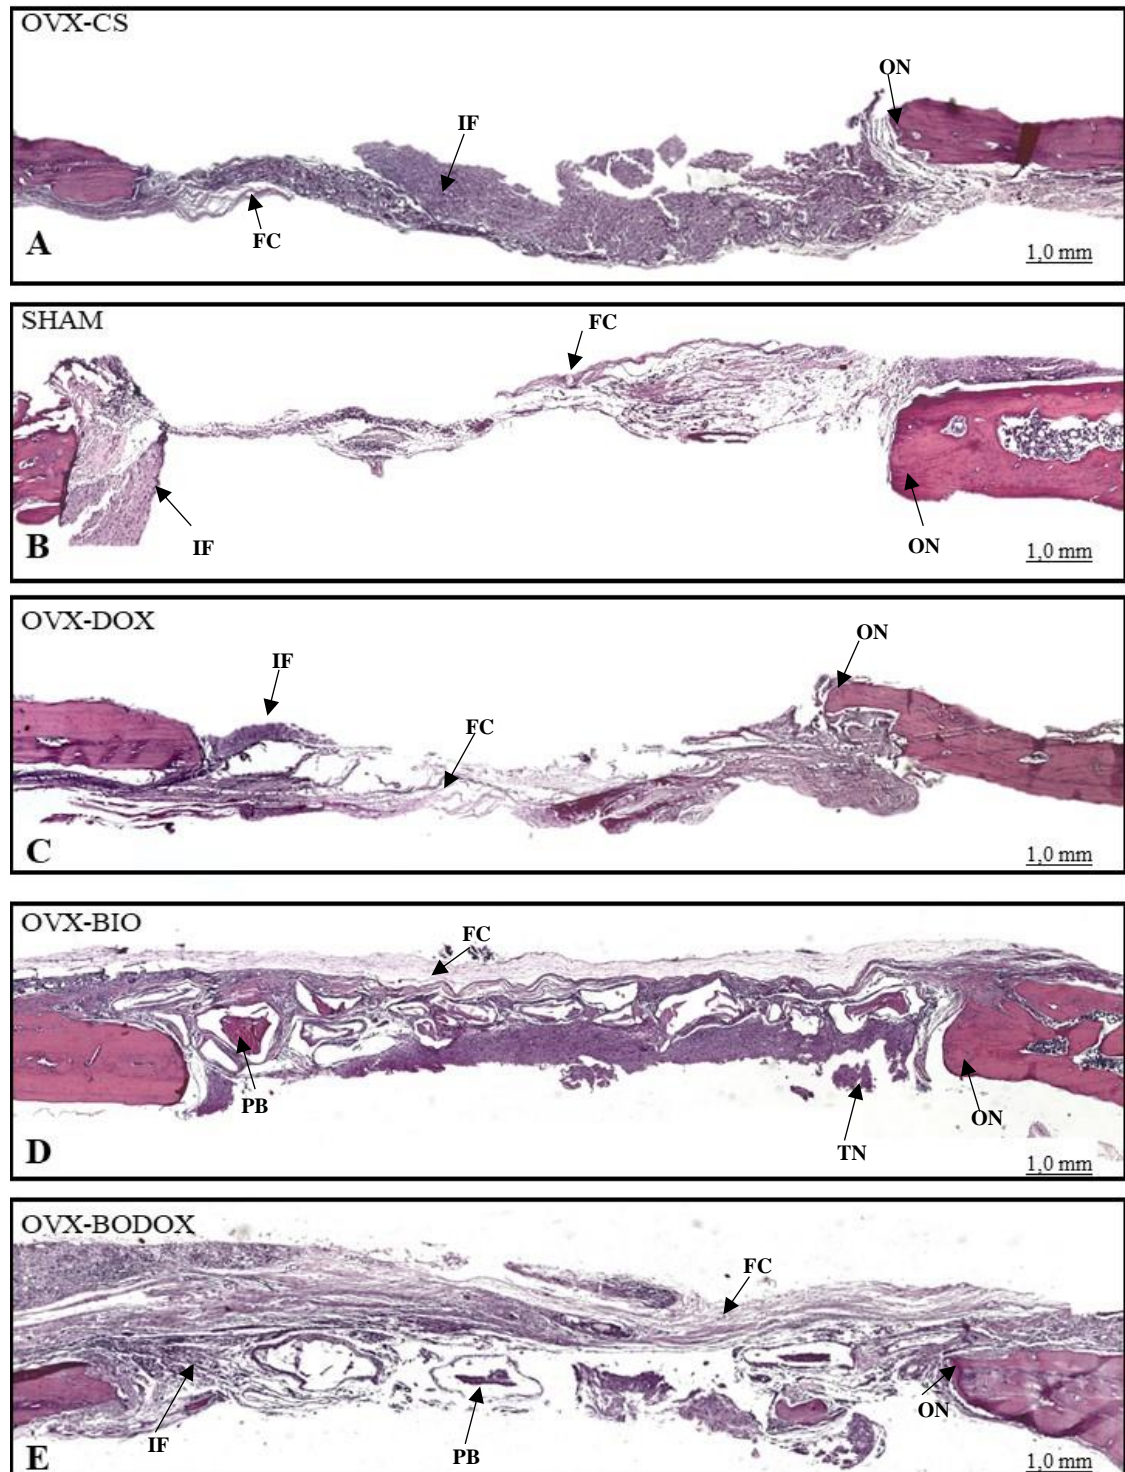 OVX-CS
ON
IF
FC
A
1,0 mm
SHAM
FC
IF
ON
B
1,0 mm
OVX-DOX
ON
IF
FC
C
1,0 mm
OVX-BIO
FC
PB
ON
TN
D
1,0 mm
OVX-BODOX
FC
IF
ON
PB
E
1,0 mm